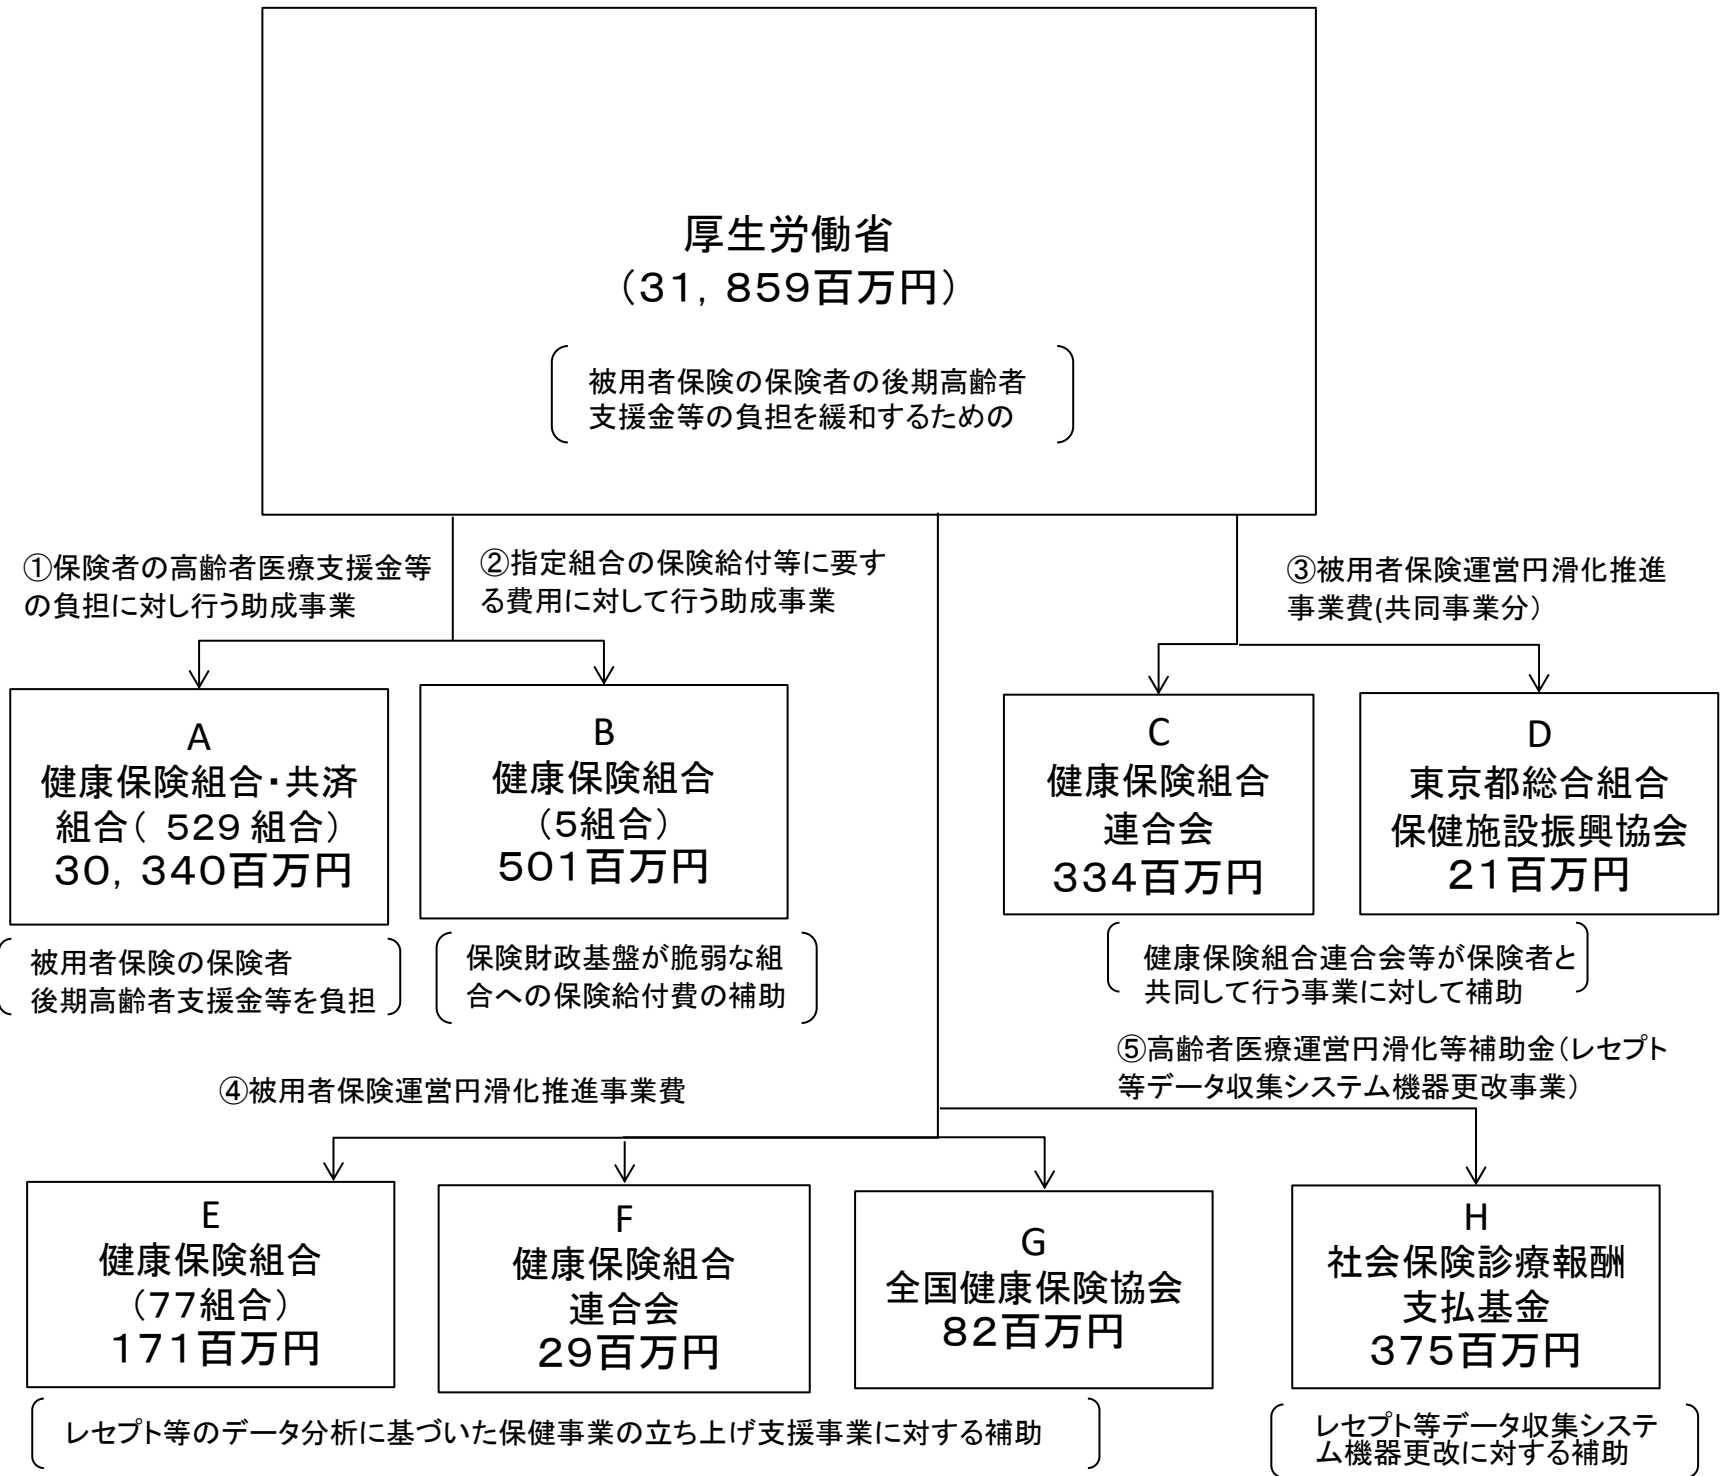 厚生労働省
（３１，８５９百万円）
被用者保険の保険者の後期高齢者
支援金等の負担を緩和するための
①保険者の高齢者医療支援金等
の負担に対し行う助成事業
②指定組合の保険給付等に要す
る費用に対して行う助成事業
③被用者保険運営円滑化推進
事業費(共同事業分）
A
健康保険組合・共済
組合（ ５２９ 組合）
３０，３４０百万円
被用者保険の保険者
後期高齢者支援金等を負担
B
健康保険組合
（５組合）
５０１百万円
保険財政基盤が脆弱な組
合への保険給付費の補助
C
健康保険組合
連合会
３３４百万円
D
東京都総合組合
保健施設振興協会
２１百万円
健康保険組合連合会等が保険者と
共同して行う事業に対して補助
④被用者保険運営円滑化推進事業費
⑤高齢者医療運営円滑化等補助金（レセプト
等データ収集システム機器更改事業）
E
健康保険組合
（７７組合）
１７１百万円
F
健康保険組合
連合会
２９百万円
G
全国健康保険協会
８２百万円
H
社会保険診療報酬
支払基金
３７５百万円
レセプト等のデータ分析に基づいた保健事業の立ち上げ支援事業に対する補助
レセプト等データ収集システ
ム機器更改に対する補助